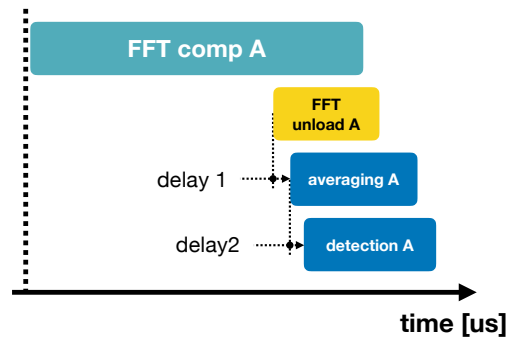 FFT comp A
FFT
unload A
delay 1
averaging A
delay2
detection A
time [us]